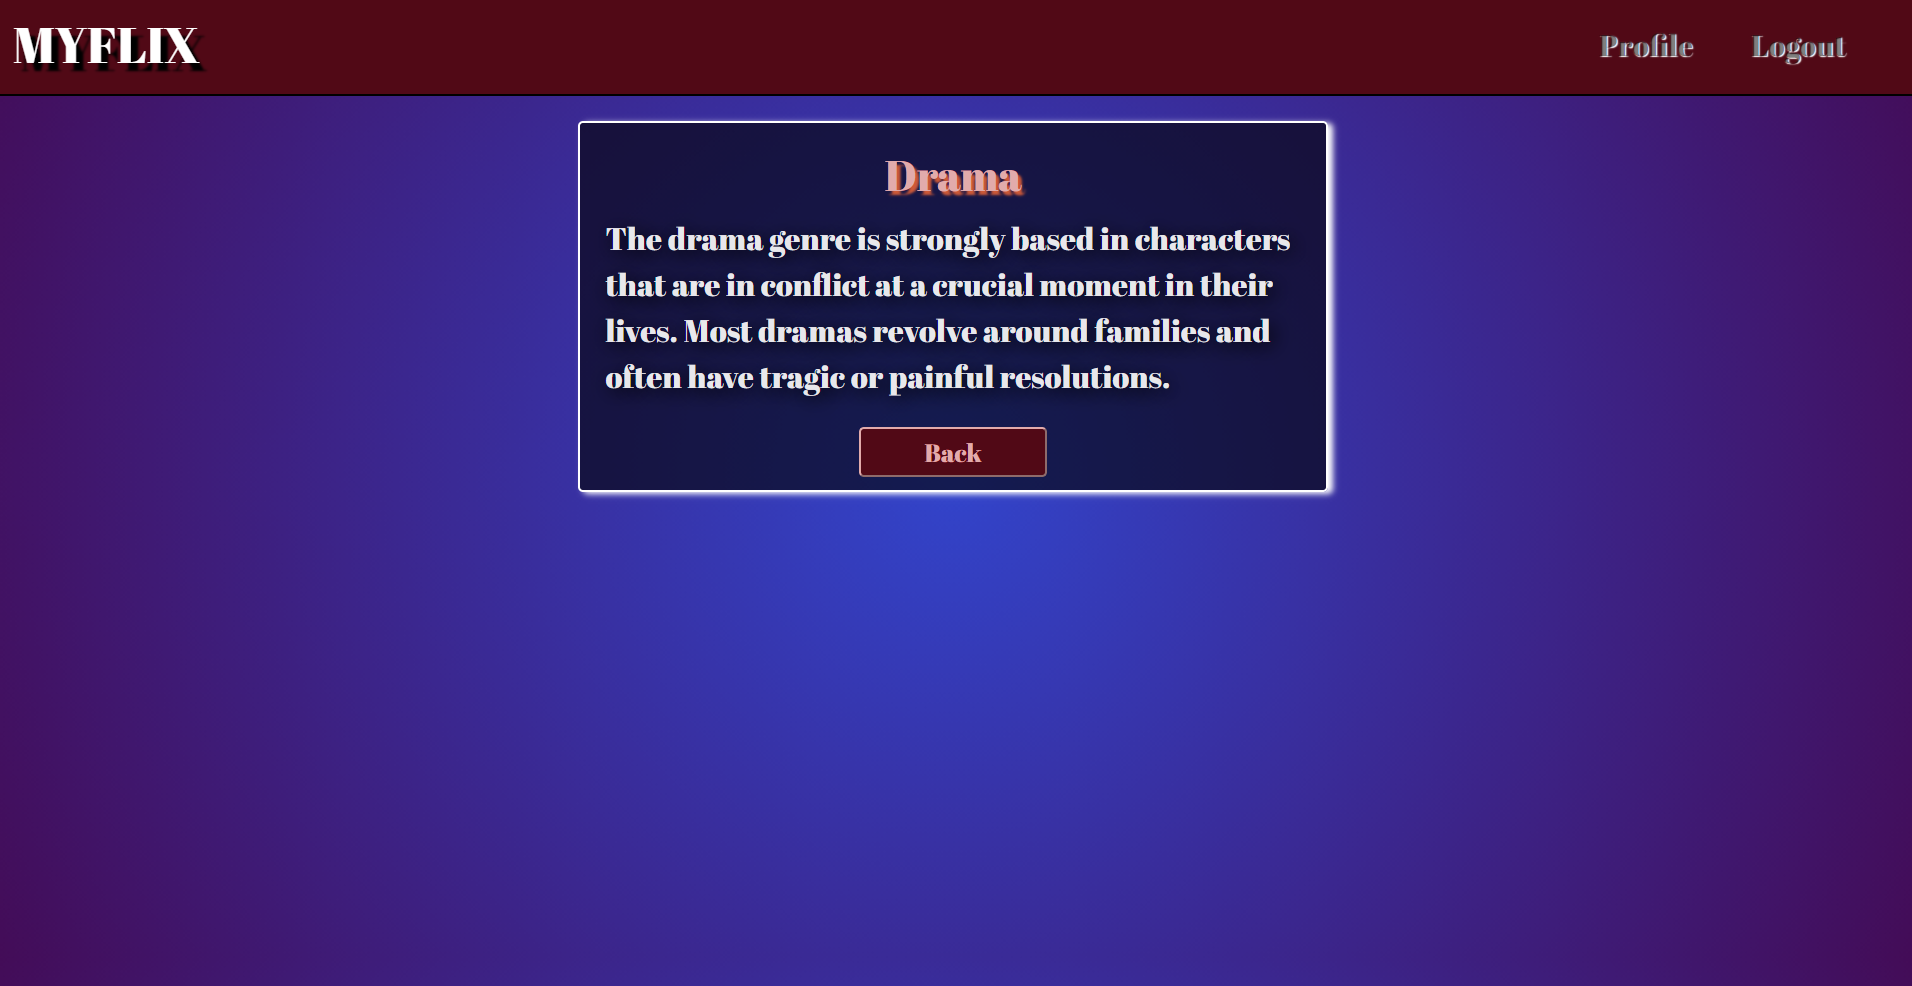 MYFLIX
Profile
Logout
Drama
The drama genre is strongly based in characters
that are in conflict at a crucial moment in their
lives. Most dramas revolve around families and
often have tragic or painful resolutions.
Back